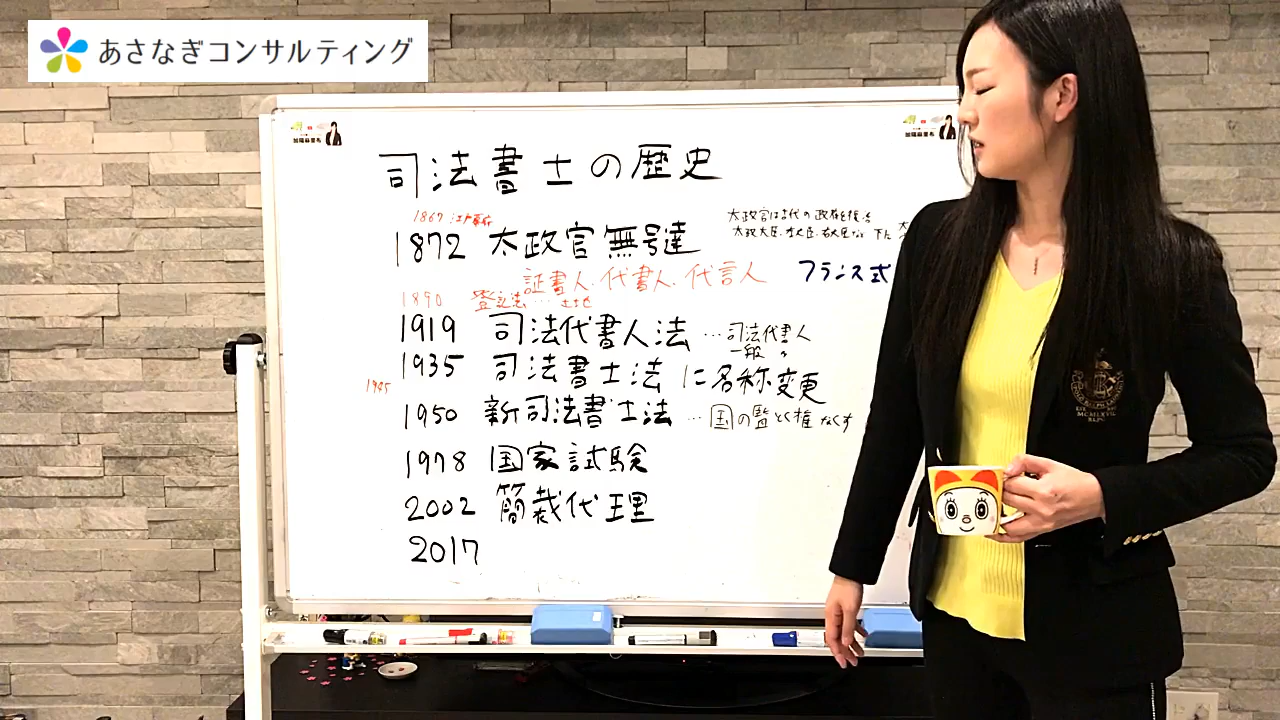 あさなぎコンサルティング
司法書士の歴史
1867 江戸幕府
1872 太政官無号達
太政官は古代の政府を復活
太政大臣・左大臣・右大臣など 下に
証書人・代書人・代言人
フランス式
1890 登記法…土地
1919 司法代書人法 …司法代書人
一般 〃
1935 司法書士法 に名称変更
1945
1950 新司法書士法 …国の監とく権 なくす
1978 国家試験
2002 簡裁代理
2017